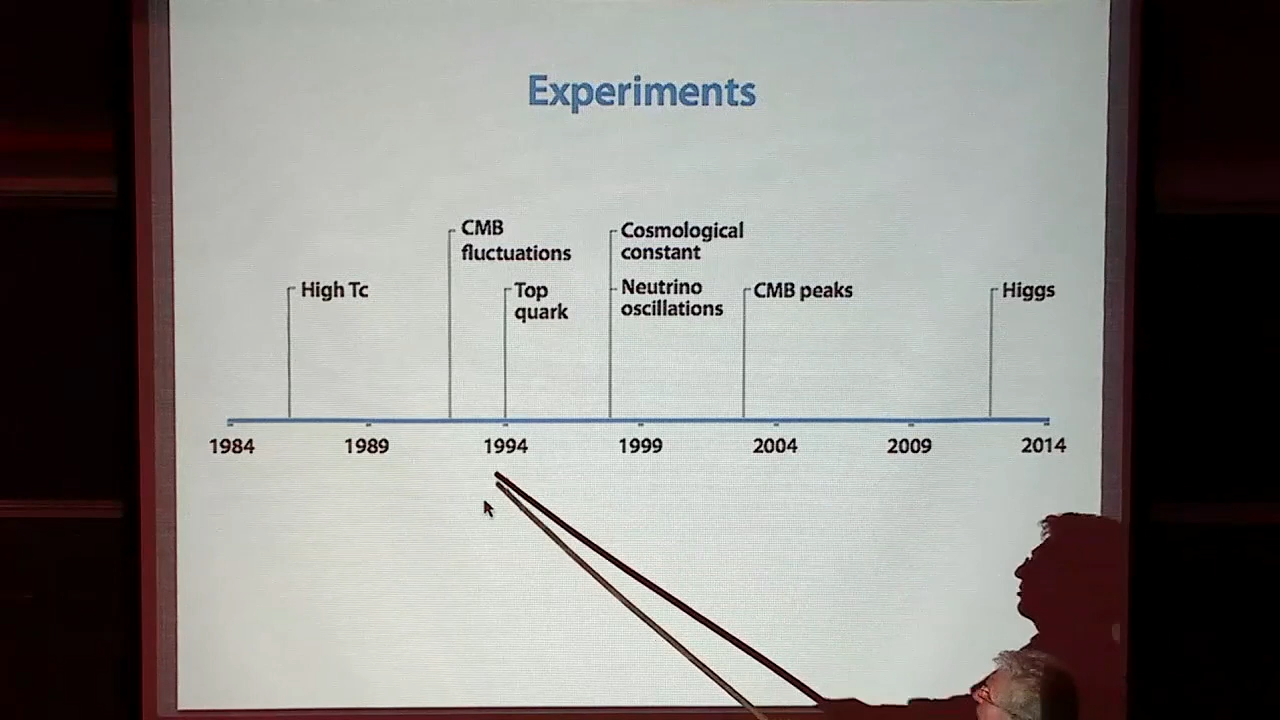 Experiments
CMB
fluctuations
Cosmological
constant
High Tc
Top
quark
Neutrino
oscillations
CMB peaks
Higgs
1984
1989
1994
1999
2004
2009
2014